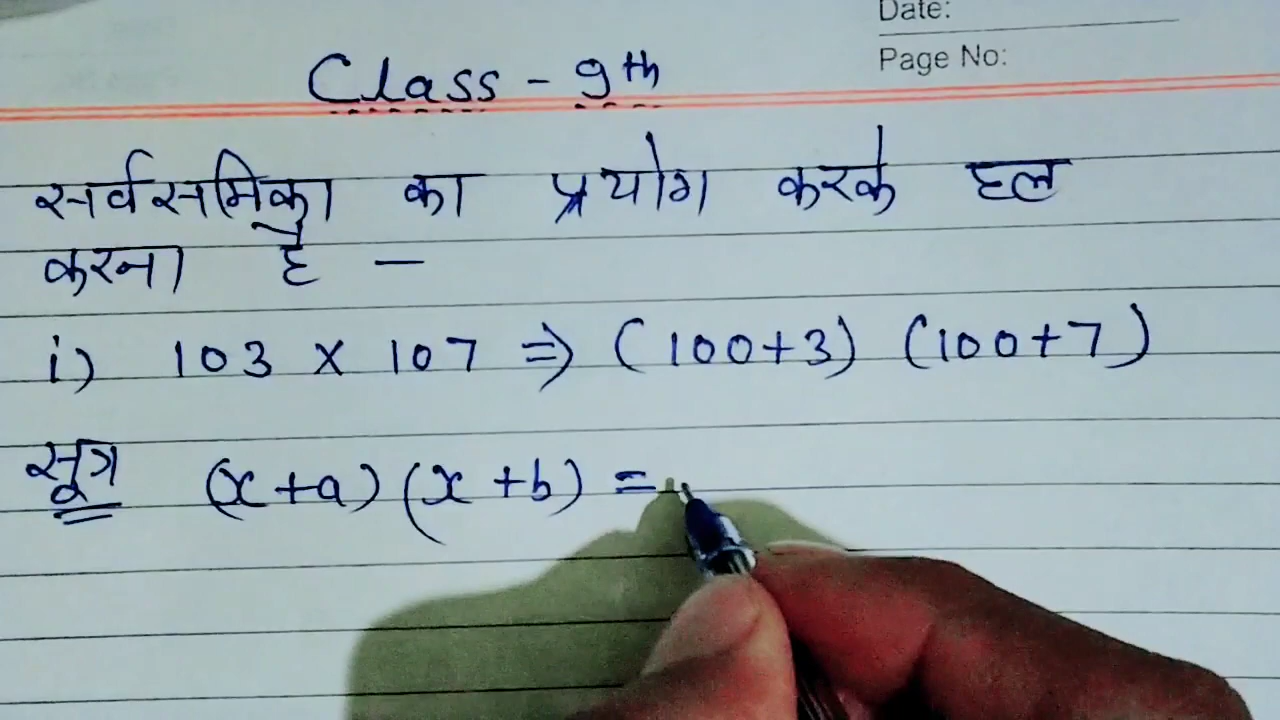 Date:
Page No:
Class - 9th
सर्वसमिका का प्रयोग करके हल
करना है -
i) 103 x 107 => (100+3) (100+7)
सूत्र (x+a) (x+b) =